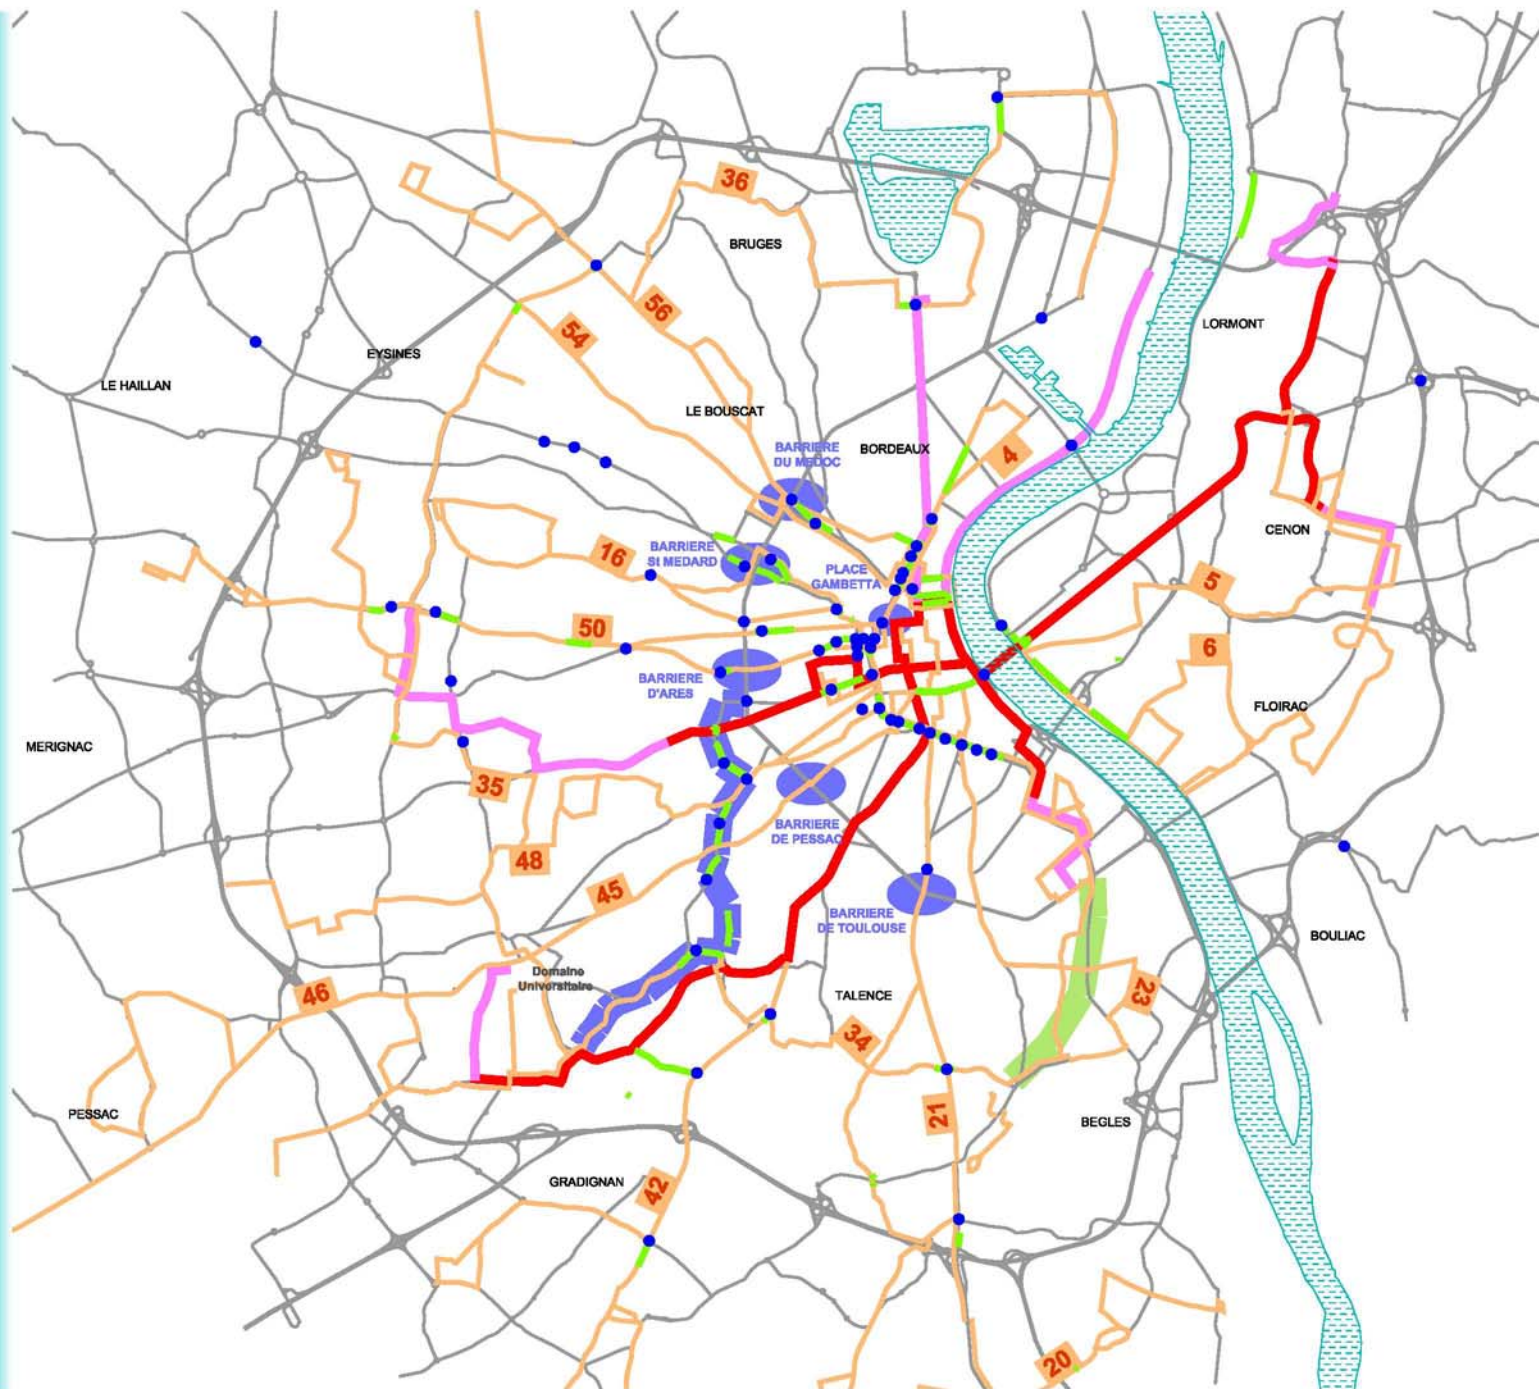 36
BRUGES
56
54
LORMONT
EYSINES
LE HAILLAN
LE BOUSCAT
BARRIERE
DU MEDOC
BORDEAUX
4
CENON
BARRIERE
St MEDARD
16
PLACE
GAMBETTA
5
50
6
BARRIERE
D'ARES
FLOIRAC
MERIGNAC
35
BARRIERE
DE PESSAC
48
45
BARRIERE
DE TOULOUSE
BOULIAC
Domaine
Universitaire
46
TALENCE
23
34
PESSAC
21
BEGLES
GRADIGNAN
42
20